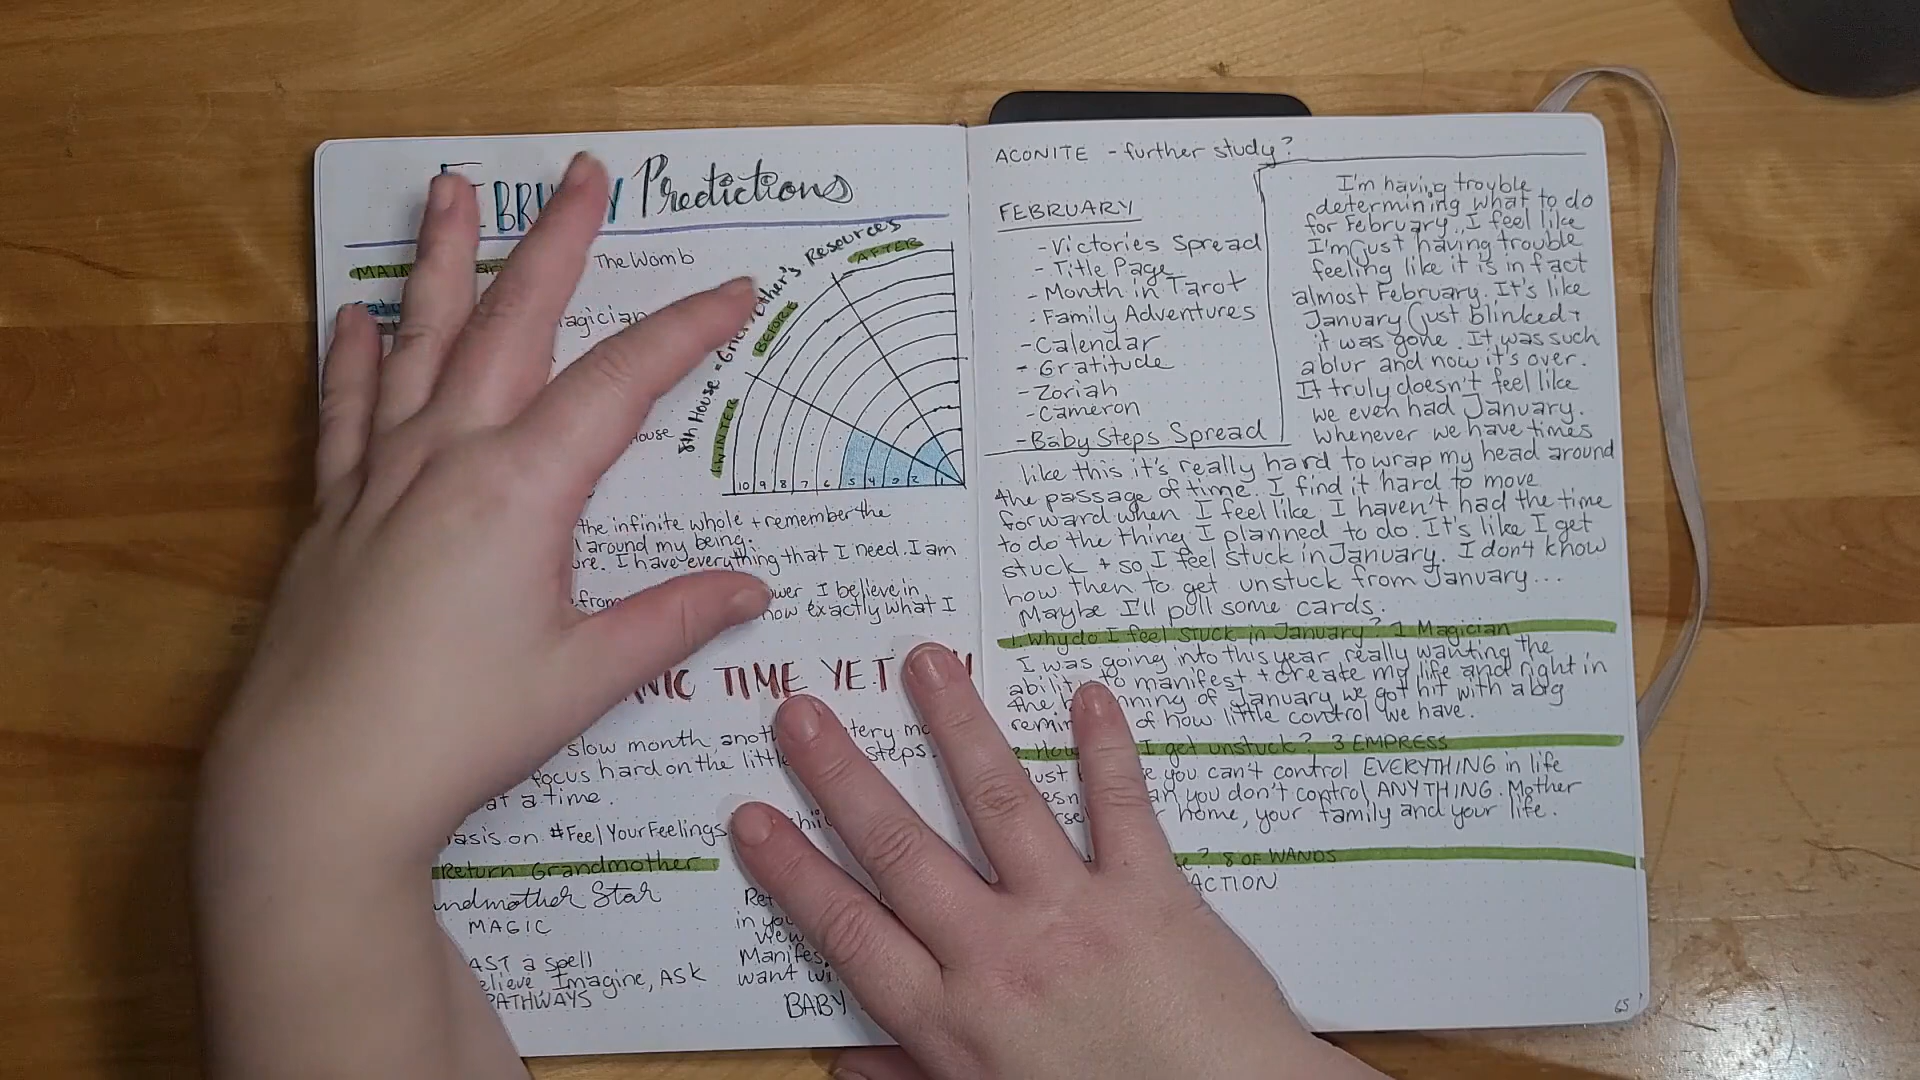 Predictions
The Womb
8th House = Resources
AFTER
BEFORE
WINTER
House
10 9 8 7 6 5 4 3 2 1
the infinite whole + remember the
around my being.
I have everything that I need. I am
from I believe in
exactly what I
TIME YET
slow month,
focus hard on the little steps.
at a time.
on #FeelYourFeelings
Return Grandmother
Star
MAGIC
a spell
Imagine, ASK
PATHWAYS
in
Manifes
want
BABY
ACONITE - further study?
FEBRUARY
- Victories Spread
- Title Page
- Month in Tarot
- Family Adventures
- Calendar
- Gratitude
- Zoriah
- Cameron
- Baby Steps Spread
I'm having trouble
determining what to do
for February. I feel like
I'm just having trouble
feeling like it is in fact
almost February. It's like
January just blinked +
it was gone. It was such
a blur and now it's over.
It truly doesn't feel like
we even had January.
Whenever we have times
like this it's really hard to wrap my head around
the passage of time. I find it hard to move
forward when I feel like I haven't had the time
to do the thing I planned to do. It's like I get
stuck + so I feel stuck in January. I don't know
how then to get unstuck from January...
Maybe I'll pull some cards.
1. Why do I feel stuck in January? 1 Magician
I was going into this year really wanting the
ability to manifest + create my life and right in
the beginning of January we got hit with a big
of how little control we have.
I get unstuck? 3 EMPRESS
you can't control EVERYTHING in life
you don't control ANYTHING. Mother
home, your family and your life.
8 OF WANDS
ACTION
65